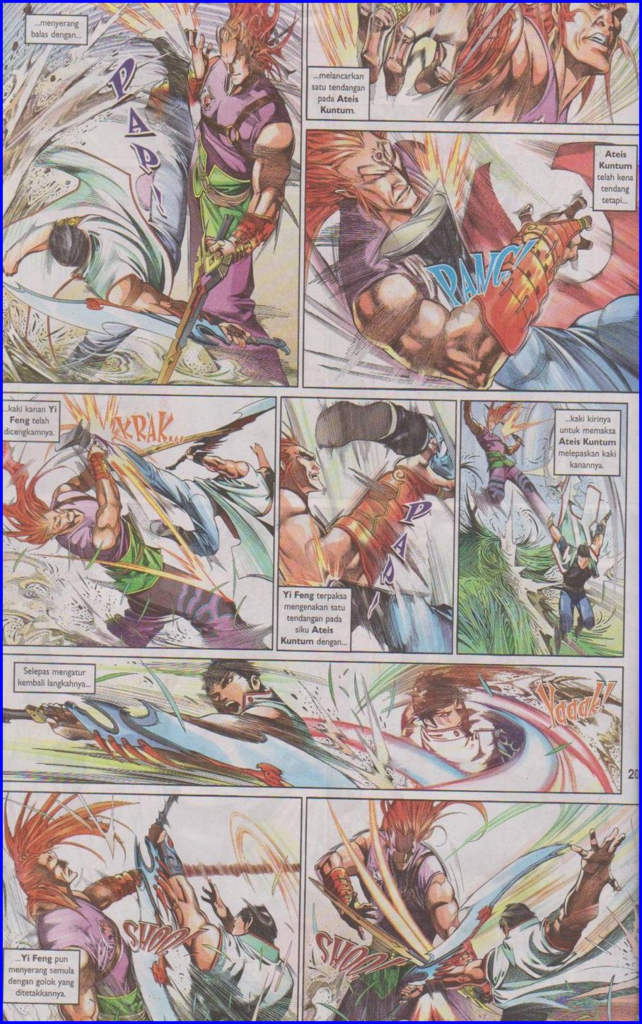 ...menyerang
balas dengan...
PAP!
...melancarkan
satu tendangan
pada Ateis
Kuntum.
Ateis
Kuntum
telah kena
tendang
tetapi...
PANG!
...kaki kanan Yi
Feng telah
dicengkamnya.
KRAK...
PAP!
Yi Feng terpaksa
mengenakan satu
tendangan pada
siku Ateis
Kuntum dengan...
...kaki kirinya
untuk memaksa
Ateis Kuntum
melepaskan kaki
kanannya.
Selepas mengatur
kembali langkahnya...
Yaaak!
20
...Yi Feng pun
menyerang semula
dengan golok yang
ditetakkannya.
SHOOP
SHOOP